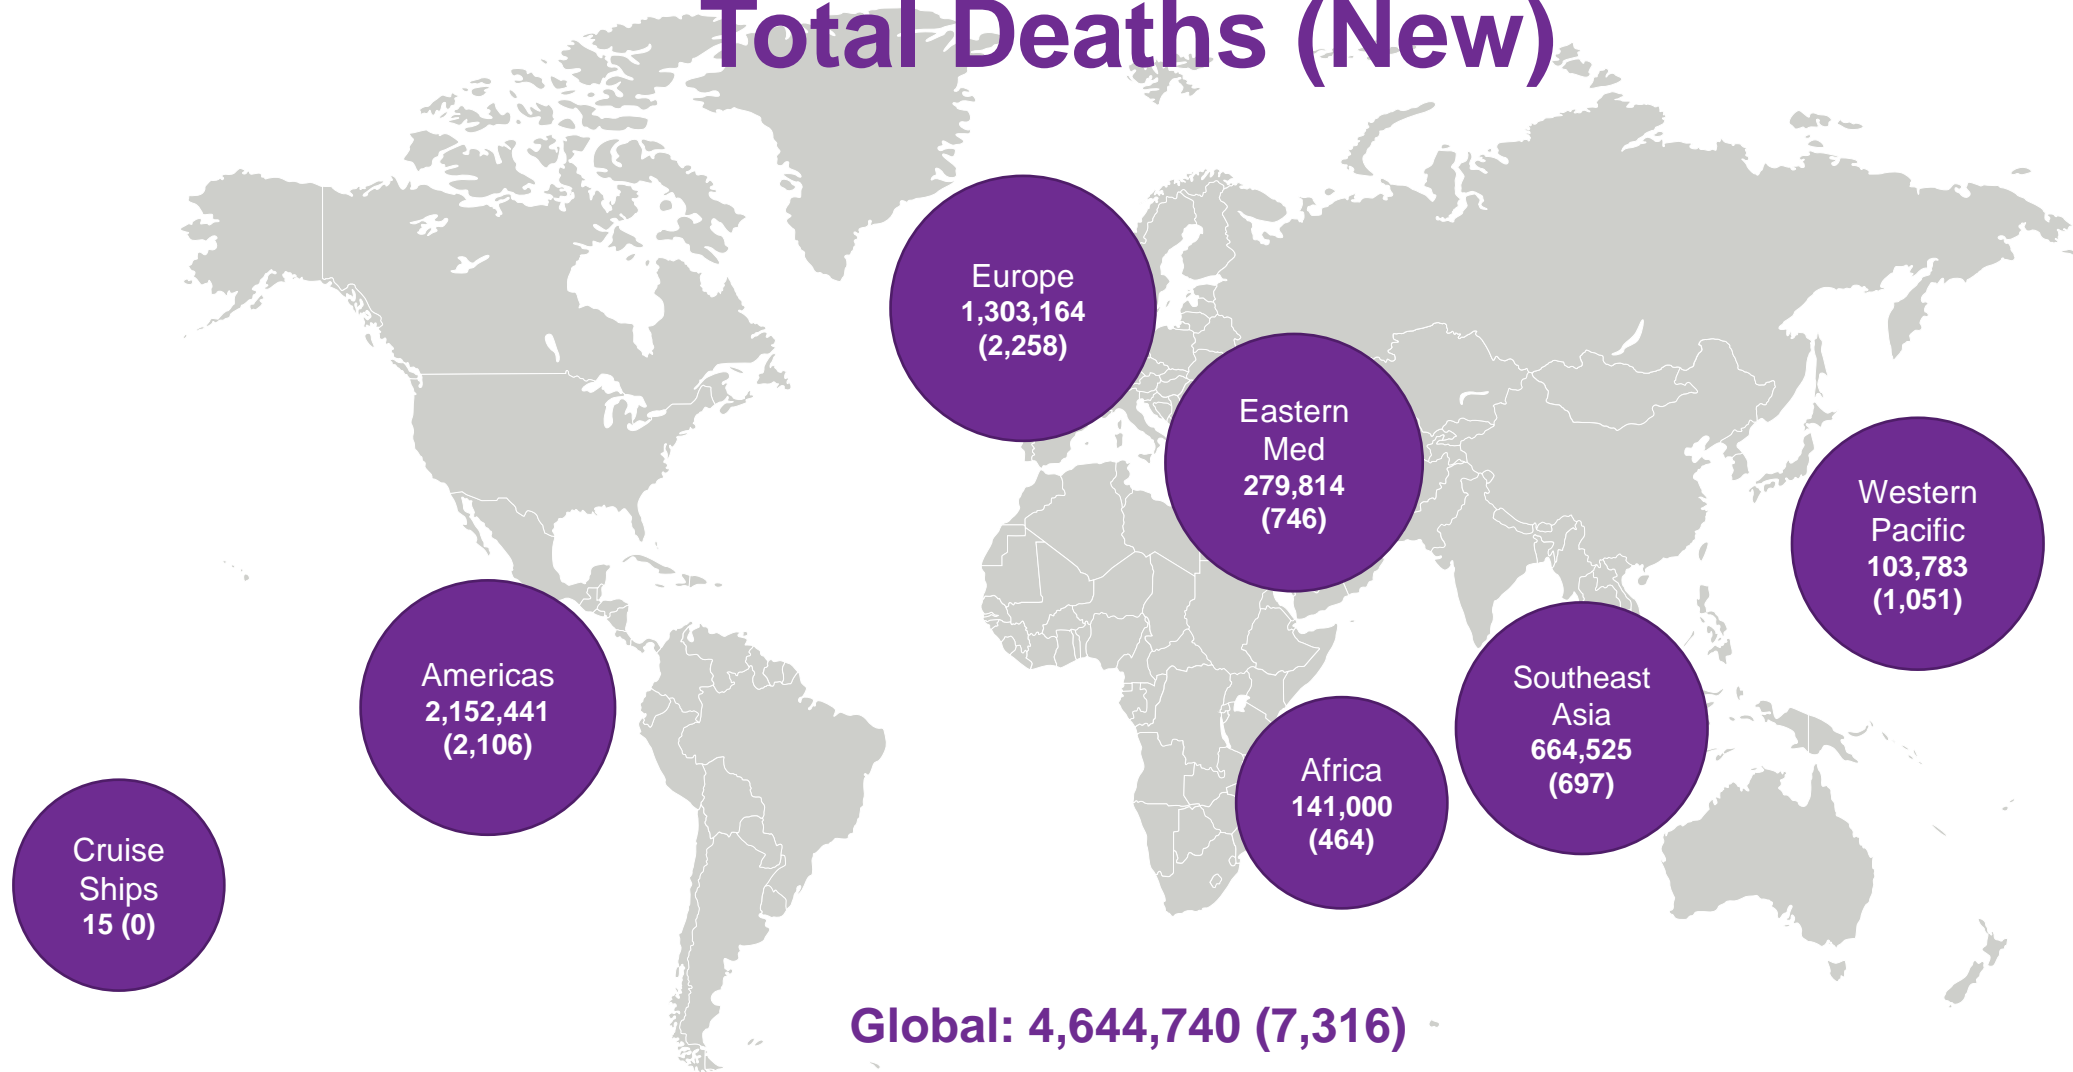 Total Deaths (New)
Europe
1,303,164
(2,258)
Eastern
Med
279,814
(746)
Western
Pacific
103,783
(1,051)
Americas
2,152,441
(2,106)
Southeast
Asia
664,525
(697)
Africa
141,000
(464)
Cruise
Ships
15 (0)
Global: 4,644,740 (7,316)